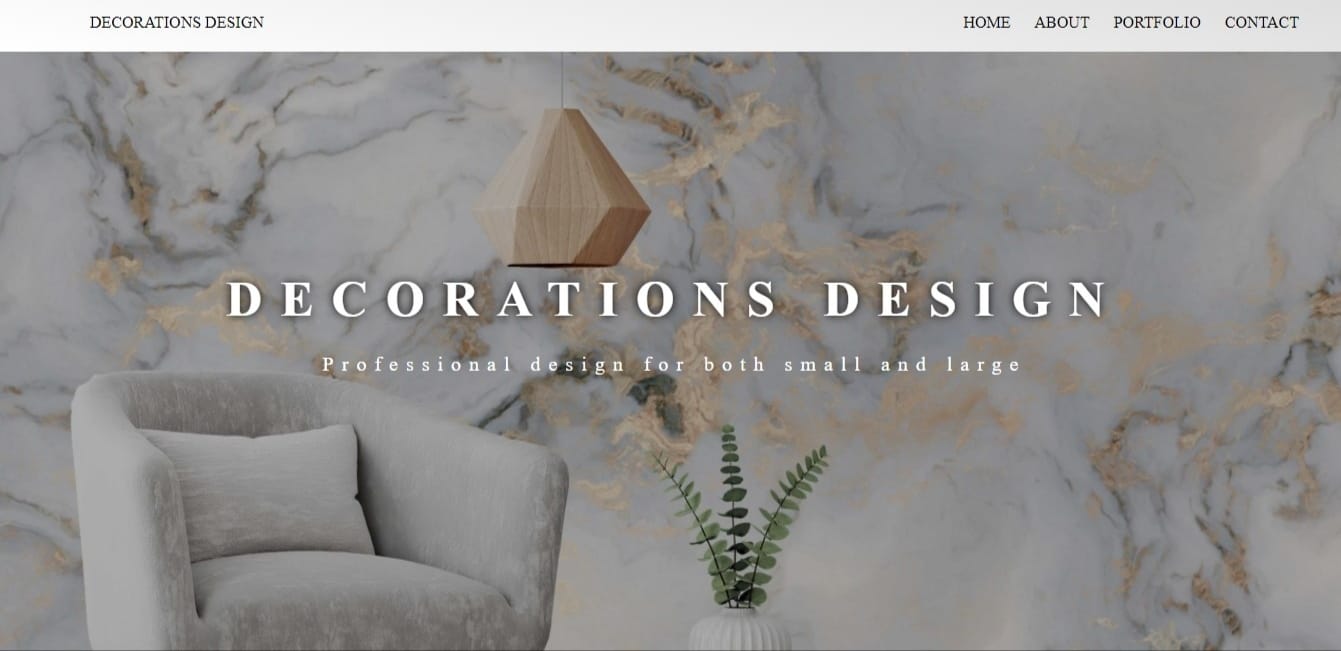 DECORATIONS DESIGN
HOME ABOUT PORTFOLIO CONTACT
DECORATIONS DESIGN
Professional design for both small and large